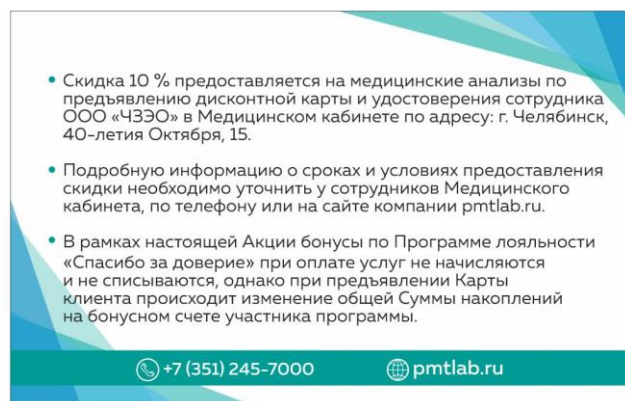 • Скидка 10 % предоставляется на медицинские анализы по
предъявлению дисконтной карты и удостоверения сотрудника
ООО «ЧЗЭО» в Медицинском кабинете по адресу: г. Челябинск,
40-летия Октября, 15.
• Подробную информацию о сроках и условиях предоставления
скидки необходимо уточнить у сотрудников Медицинского
кабинета, по телефону или на сайте компании pmtlab.ru.
• В рамках настоящей Акции бонусы по Программе лояльности
«Спасибо за доверие» при оплате услуг не начисляются
и не списываются, однако при предъявлении Карты
клиента происходит изменение общей Суммы накоплений
на бонусном счете участника программы.
+7 (351) 245-7000 pmtlab.ru